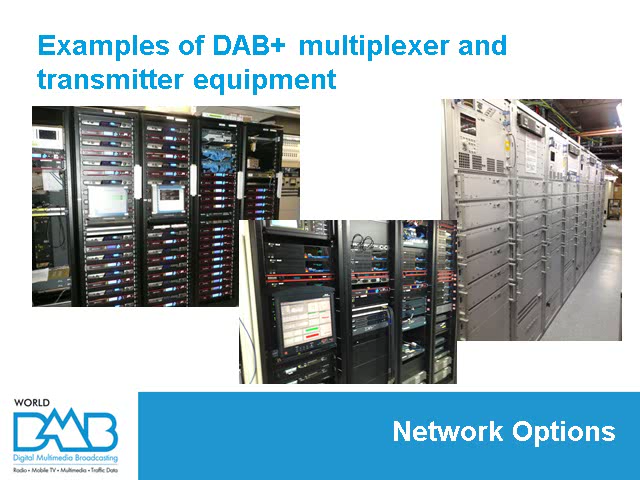 Examples of DAB+ multiplexer and
transmitter equipment
WORLD
DMB
Digital Multimedia Broadcasting
Radio • Mobile TV • Multimedia • Traffic Data
Network Options